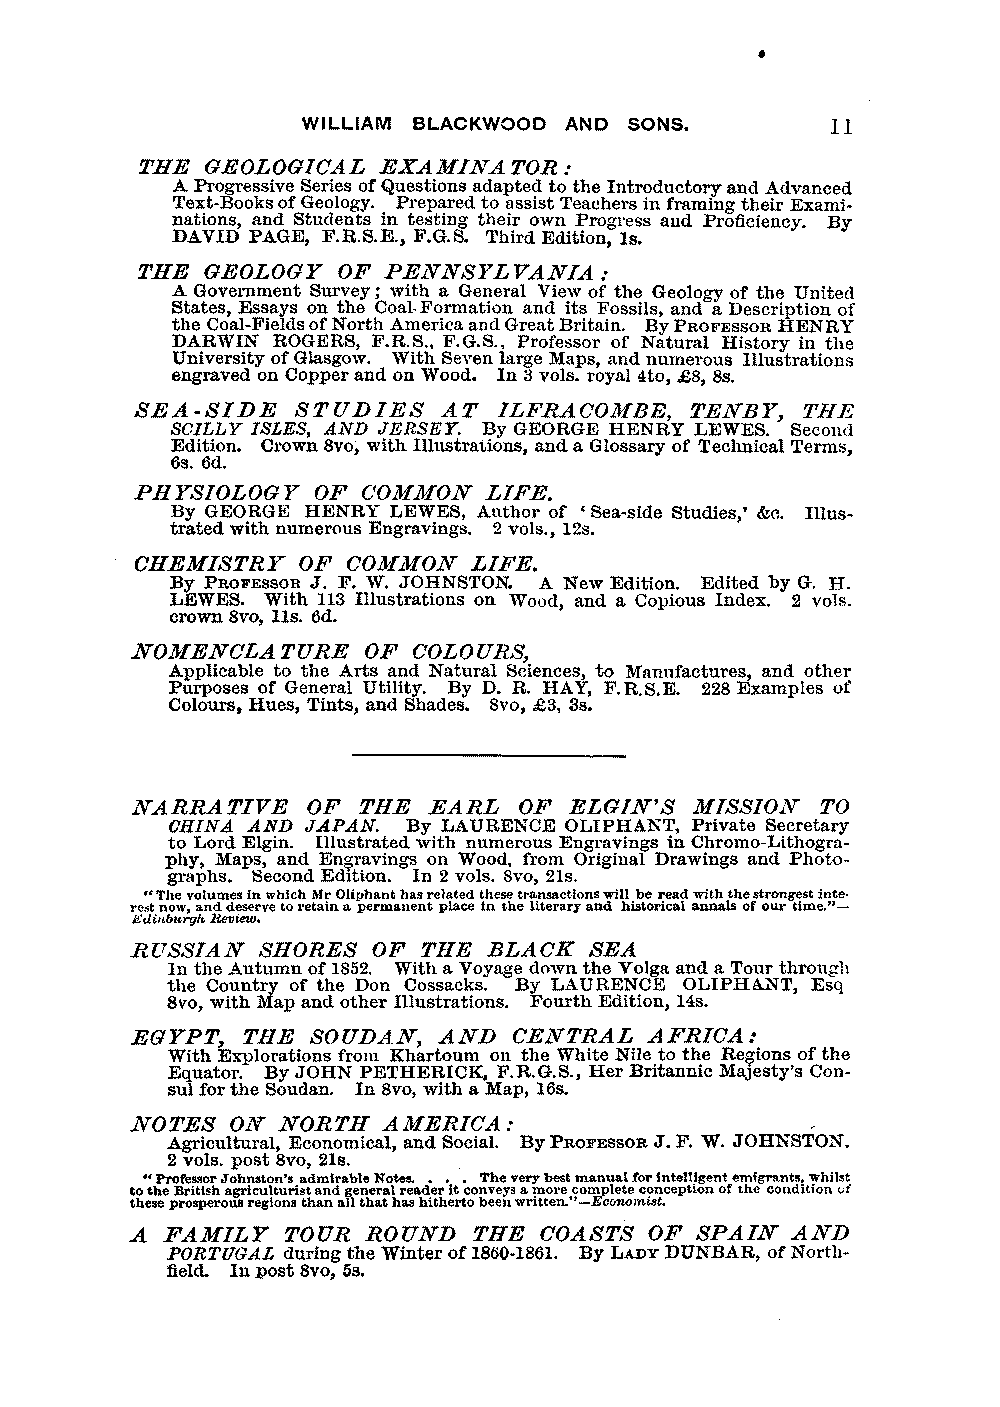 WILLIAM BLACKWOOD AND SONS. 11
THE GEOLOGICAL EXAMINATOR:
A Progressive Series of Questions adapted to the Introductory and Advanced
Text-Books of Geology. Prepared to assist Teachers in framing their Exami-
nations, and Students in testing their own Progress and Proficiency. By
DAVID PAGE, F.R.S.E., F.G.S. Third Edition, 1s.
THE GEOLOGY OF PENNSYLVANIA:
A Government Survey; with a General View of the Geology of the United
States, Essays on the Coal-Formation and its Fossils, and a Description of
the Coal-Fields of North America and Great Britain. By PROFESSOR HENRY
DARWIN ROGERS, F.R.S., F.G.S., Professor of Natural History in the
University of Glasgow. With Seven large Maps, and numerous Illustrations
engraved on Copper and on Wood. In 3 vols. royal 4to, £8, 8s.
SEA-SIDE STUDIES AT ILFRACOMBE, TENBY, THE
SCILLY ISLES, AND JERSEY. By GEORGE HENRY LEWES. Second
Edition. Crown 8vo, with Illustrations, and a Glossary of Technical Terms,
6s. 6d.
PHYSIOLOGY OF COMMON LIFE.
By GEORGE HENRY LEWES, Author of ‘Sea-side Studies,’ &c. Illus-
trated with numerous Engravings. 2 vols., 12s.
CHEMISTRY OF COMMON LIFE.
By PROFESSOR J. F. W. JOHNSTON. A New Edition. Edited by G. H.
LEWES. With 113 Illustrations on Wood, and a Copious Index. 2 vols.
crown 8vo, 11s. 6d.
NOMENCLATURE OF COLOURS,
Applicable to the Arts and Natural Sciences, to Manufactures, and other
Purposes of General Utility. By D. R. HAY, F.R.S.E. 228 Examples of
Colours, Hues, Tints, and Shades. 8vo, £3, 3s.
NARRATIVE OF THE EARL OF ELGIN'S MISSION TO
CHINA AND JAPAN. By LAURENCE OLIPHANT, Private Secretary
to Lord Elgin. Illustrated with numerous Engravings in Chromo-Lithogra-
phy, Maps, and Engravings on Wood, from Original Drawings and Photo-
graphs. Second Edition. In 2 vols. 8vo, 21s.
“The volumes in which Mr Oliphant has related these transactions will be read with the strongest inte-
rest now, and deserve to retain a permanent place in the literary and historical annals of our time.”—
Edinburgh Review.
RUSSIAN SHORES OF THE BLACK SEA
In the Autumn of 1852. With a Voyage down the Volga and a Tour through
the Country of the Don Cossacks. By LAURENCE OLIPHANT, Esq
8vo, with Map and other Illustrations. Fourth Edition, 14s.
EGYPT, THE SOUDAN, AND CENTRAL AFRICA:
With Explorations from Khartoum on the White Nile to the Regions of the
Equator. By JOHN PETHERICK, F.R.G.S., Her Britannic Majesty's Con-
sul for the Soudan. In 8vo, with a Map, 16s.
NOTES ON NORTH AMERICA:
Agricultural, Economical, and Social. By PROFESSOR J. F. W. JOHNSTON.
2 vols. post 8vo, 21s.
“Professor Johnston's admirable Notes. . . . The very best manual for intelligent emigrants, whilst
to the British agriculturist and general reader it conveys a more complete conception of the condition of
these prosperous regions than all that has hitherto been written.”—Economist.
A FAMILY TOUR ROUND THE COASTS OF SPAIN AND
PORTUGAL during the Winter of 1860-1861. By LADY DUNBAR, of North-
field. In post 8vo, 5s.